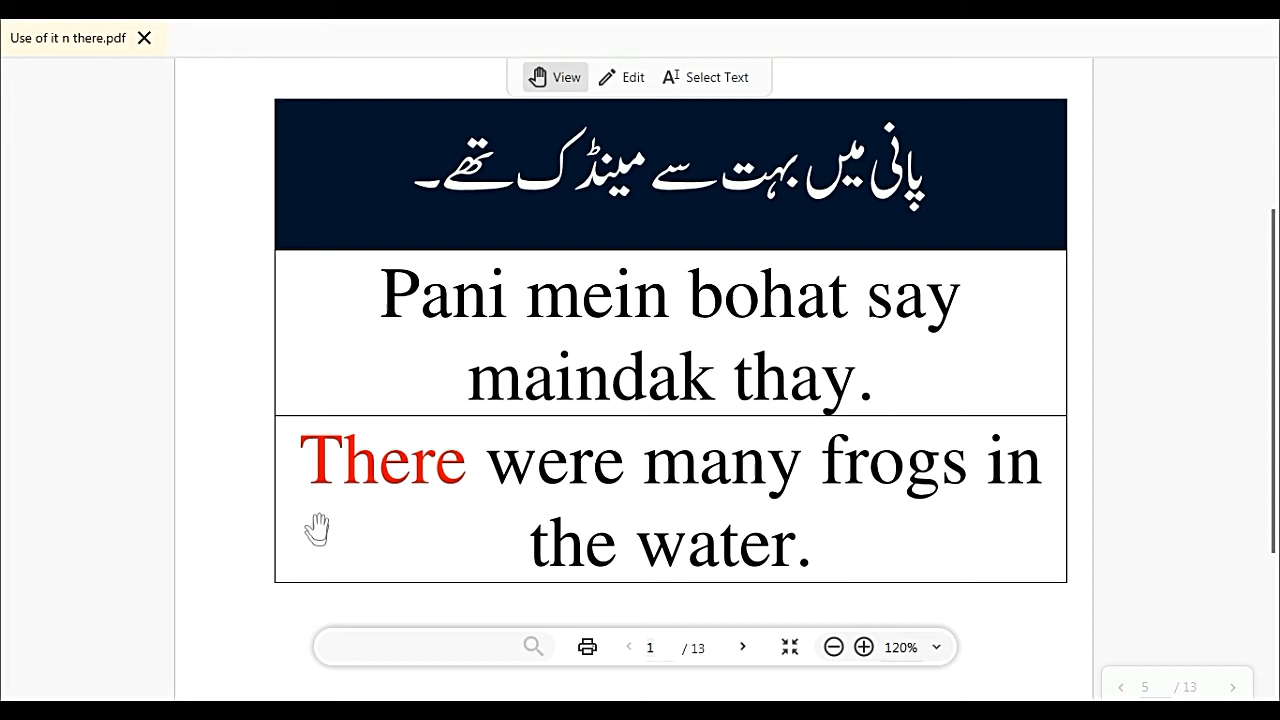 Use of it n there.pdf
View Edit Select Text
پانی میں بہت سے مینڈک تھے۔
Pani mein bohat say
maindak thay.
There were many frogs in
the water.
1 / 13 120%
5 / 13